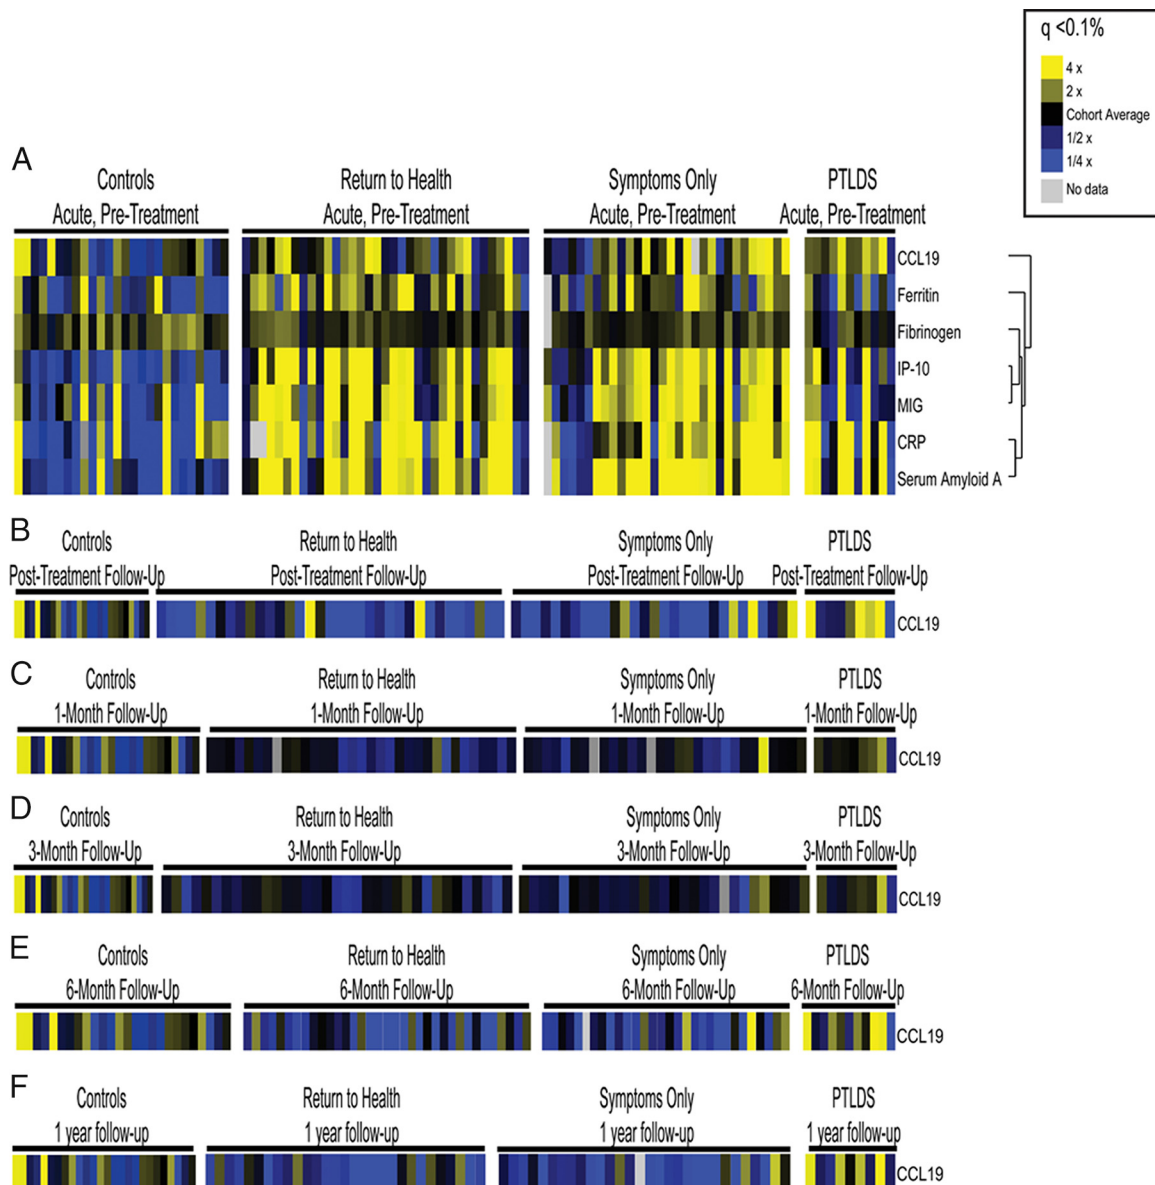 q <0.1%
4 x
2 x
Cohort Average
1/2 x
1/4 x
No data
A
Controls
Acute, Pre-Treatment
Return to Health
Acute, Pre-Treatment
Symptoms Only
Acute, Pre-Treatment
PTLDS
Acute, Pre-Treatment
CCL19
Ferritin
Fibrinogen
IP-10
MIG
CRP
Serum Amyloid A
B
Controls
Post-Treatment Follow-Up
Return to Health
Post-Treatment Follow-Up
Symptoms Only
Post-Treatment Follow-Up
PTLDS
Post-Treatment Follow-Up
CCL19
C
Controls
1-Month Follow-Up
Return to Health
1-Month Follow-Up
Symptoms Only
1-Month Follow-Up
PTLDS
1-Month Follow-Up
CCL19
D
Controls
3-Month Follow-Up
Return to Health
3-Month Follow-Up
Symptoms Only
3-Month Follow-Up
PTLDS
3-Month Follow-Up
CCL19
E
Controls
6-Month Follow-Up
Return to Health
6-Month Follow-Up
Symptoms Only
6-Month Follow-Up
PTLDS
6-Month Follow-Up
CCL19
F
Controls
1 year follow-up
Return to Health
1 year follow-up
Symptoms Only
1 year follow-up
PTLDS
1 year follow-up
CCL19